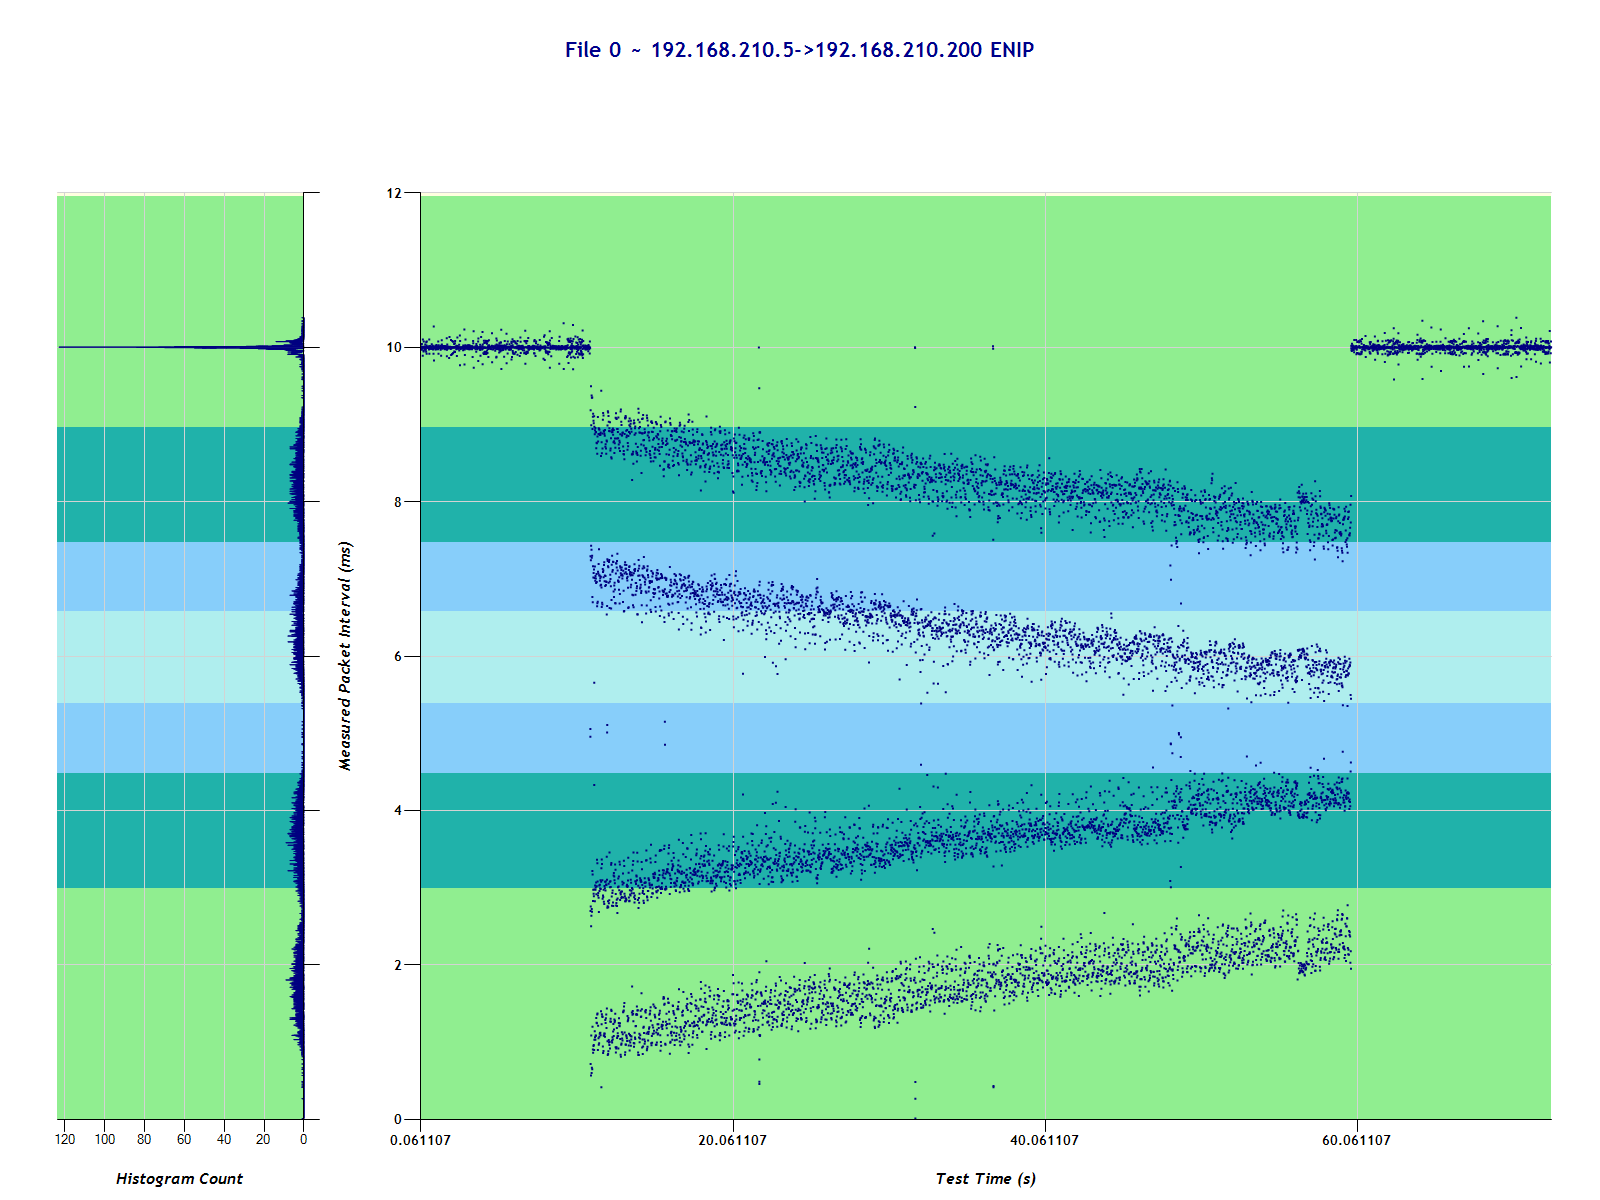 File 0 ~ 192.168.210.5->192.168.210.200 ENIP
12
10
8
6
4
2
0
Measured Packet Interval (ms)
120 100 80 60 40 20 0
0.061107 20.061107 40.061107 60.061107
Histogram Count
Test Time (s)